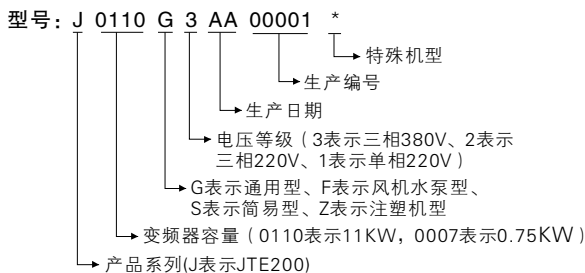 型号: J 0110 G 3 AA 00001 *
特殊机型
生产编号
生产日期
电压等级（3表示三相380V、2表示
三相220V、1表示单相220V）
G表示通用型、F表示风机水泵型、
S表示简易型、Z表示注塑机型
变频器容量（0110表示11KW，0007表示0.75KW）
产品系列(J表示JTE200)